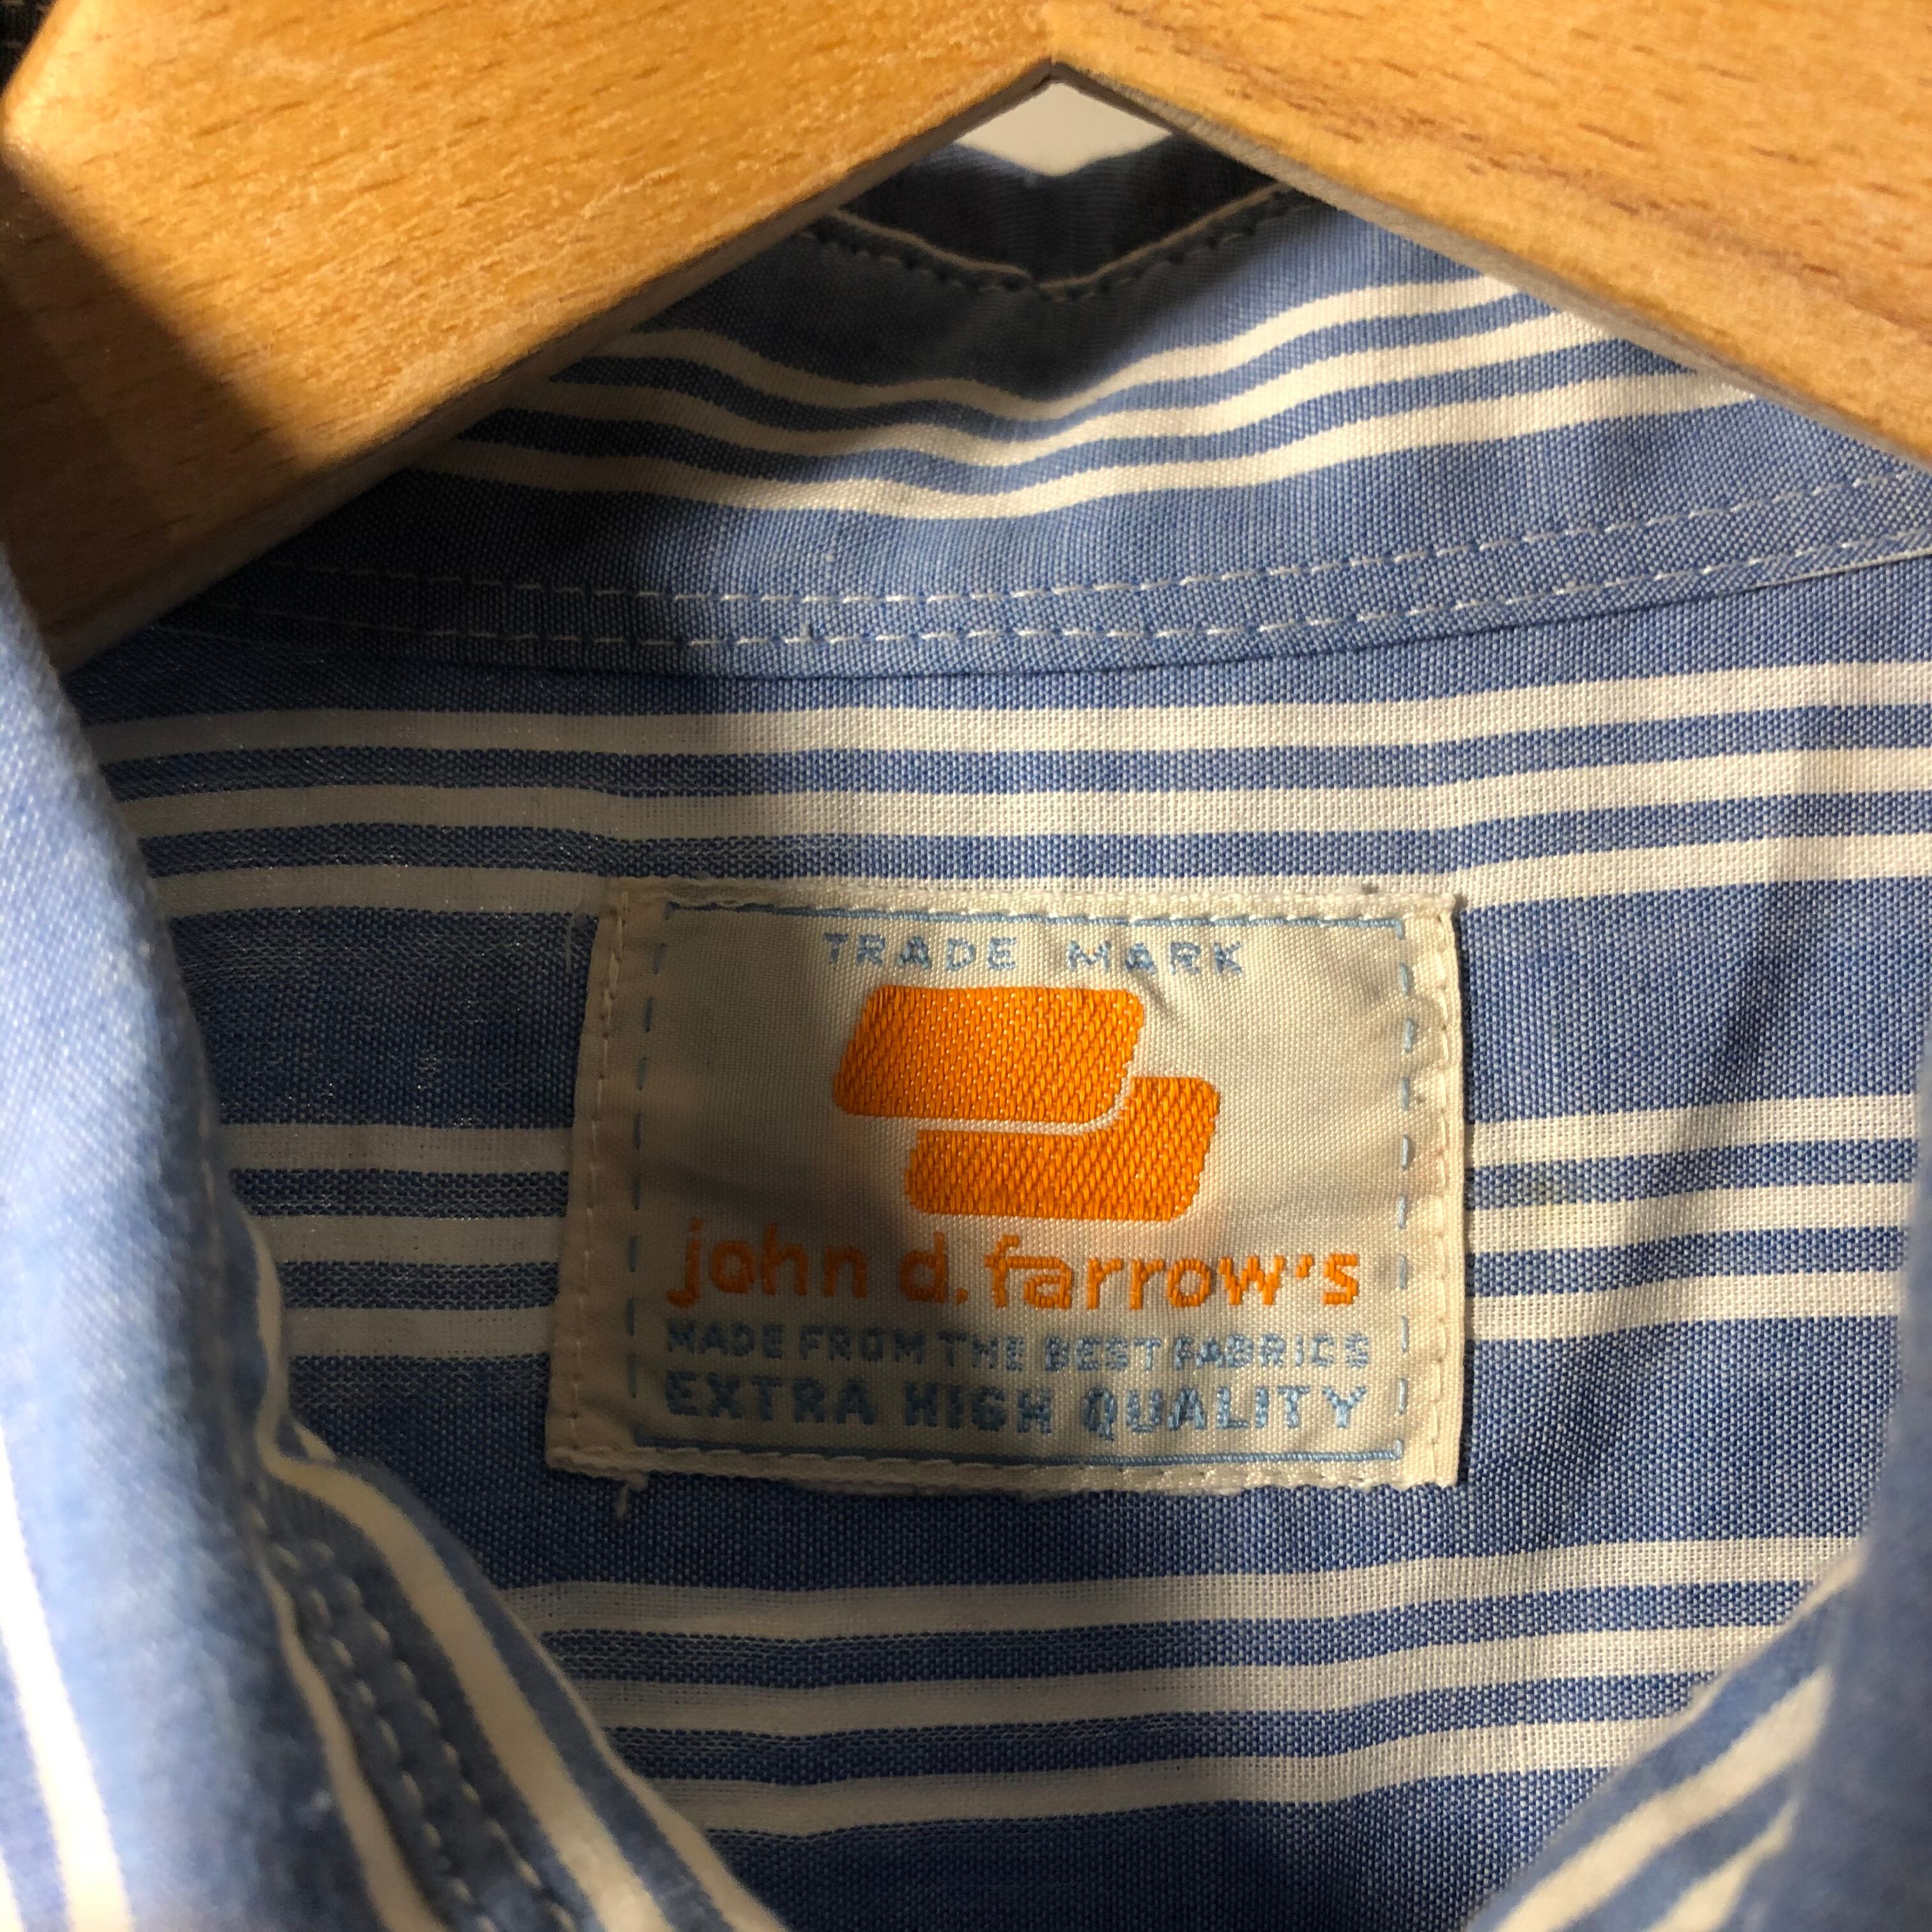 TRADE MARK
john d. farrow's
MADE FROM THE BEST FABRICS
EXTRA HIGH QUALITY